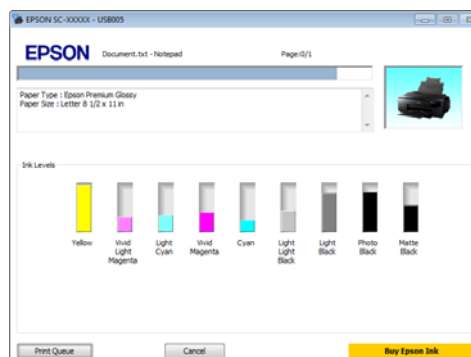 EPSON SC-XXXXX - USB005
EPSON
Document.txt - Notepad
Page:0/1
Paper Type : Epson Premium Glossy
Paper Size : Letter 8 1/2 x 11 in
Ink Levels
Yellow
Vivid
Light
Magenta
Light
Cyan
Vivid
Magenta
Cyan
Light
Light
Black
Light
Black
Photo
Black
Matte
Black
Print Queue
Cancel
Buy Epson Ink